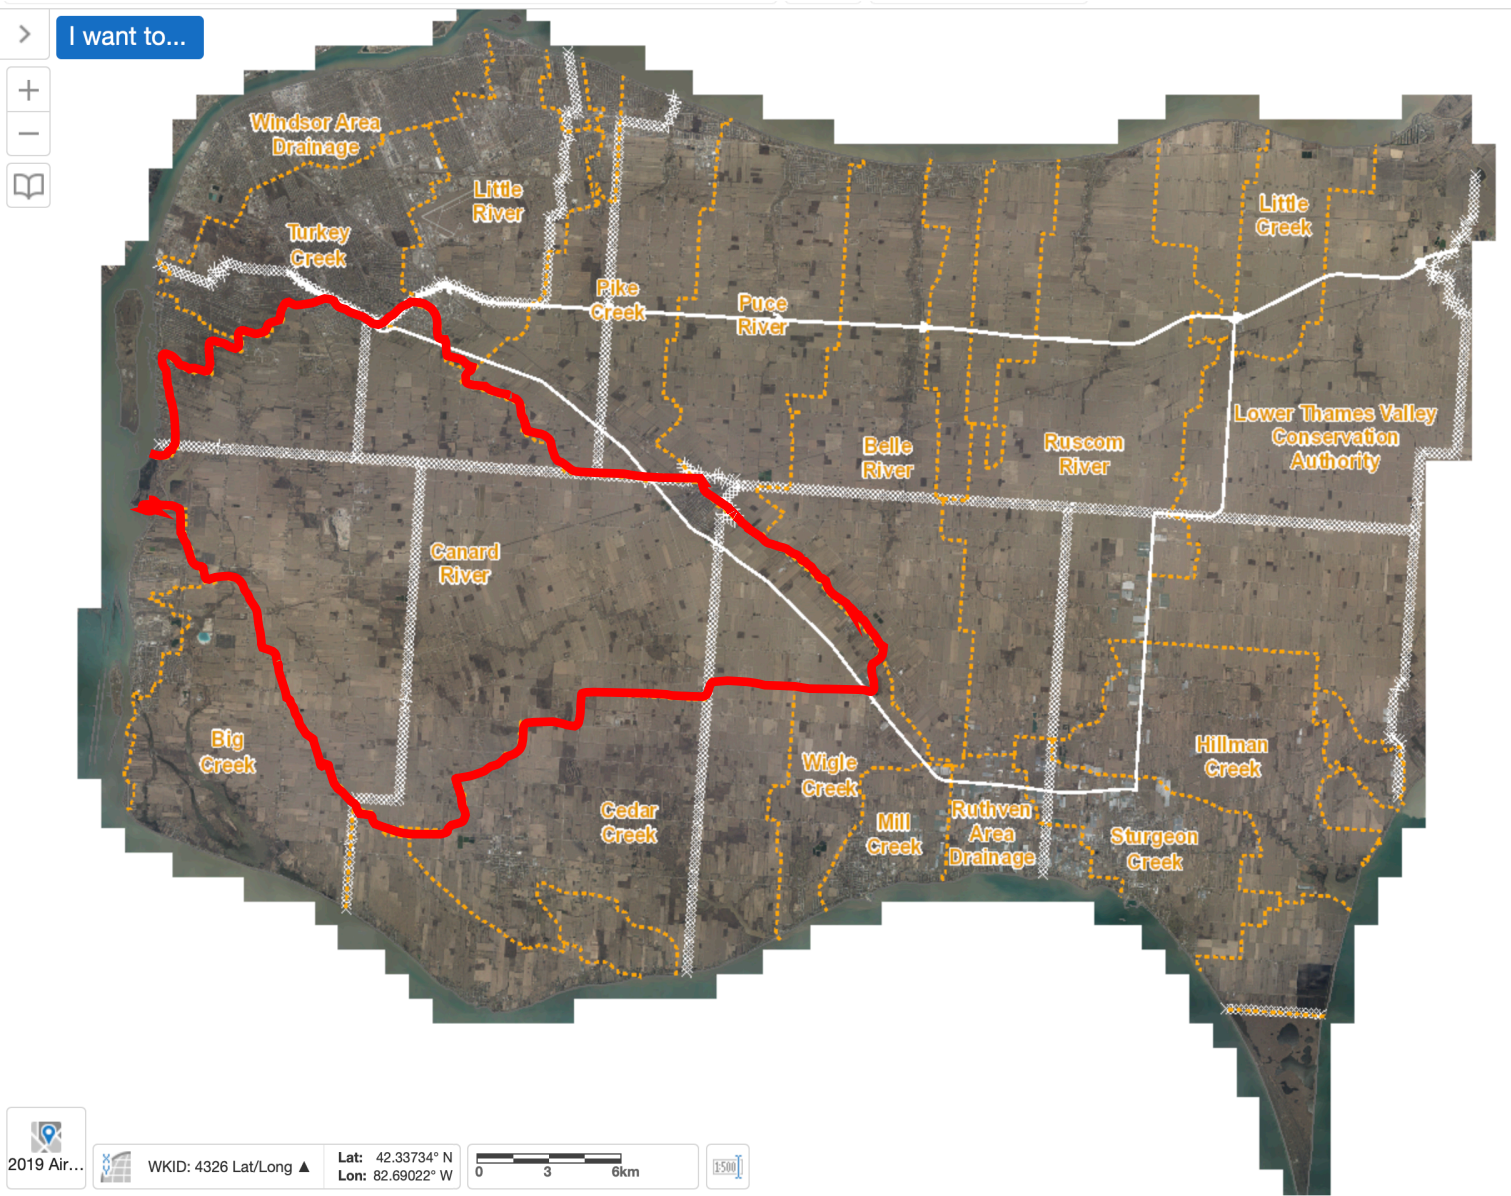 I want to...
Windsor Area
Drainage
Little
River
Turkey
Creek
Little
Creek
Pike
Creek
Puce
River
Belle
River
Ruscom
River
Lower Thames Valley
Conservation
Authority
Canard
River
Big
Creek
Cedar
Creek
Wigle
Creek
Mill
Creek
Ruthven
Area
Drainage
Hillman
Creek
Sturgeon
Creek
2019 Air...
X
Y
WKID: 4326 Lat/Long ▲
Lat: 42.33734° N
Lon: 82.69022° W
0 3 6km
1:500